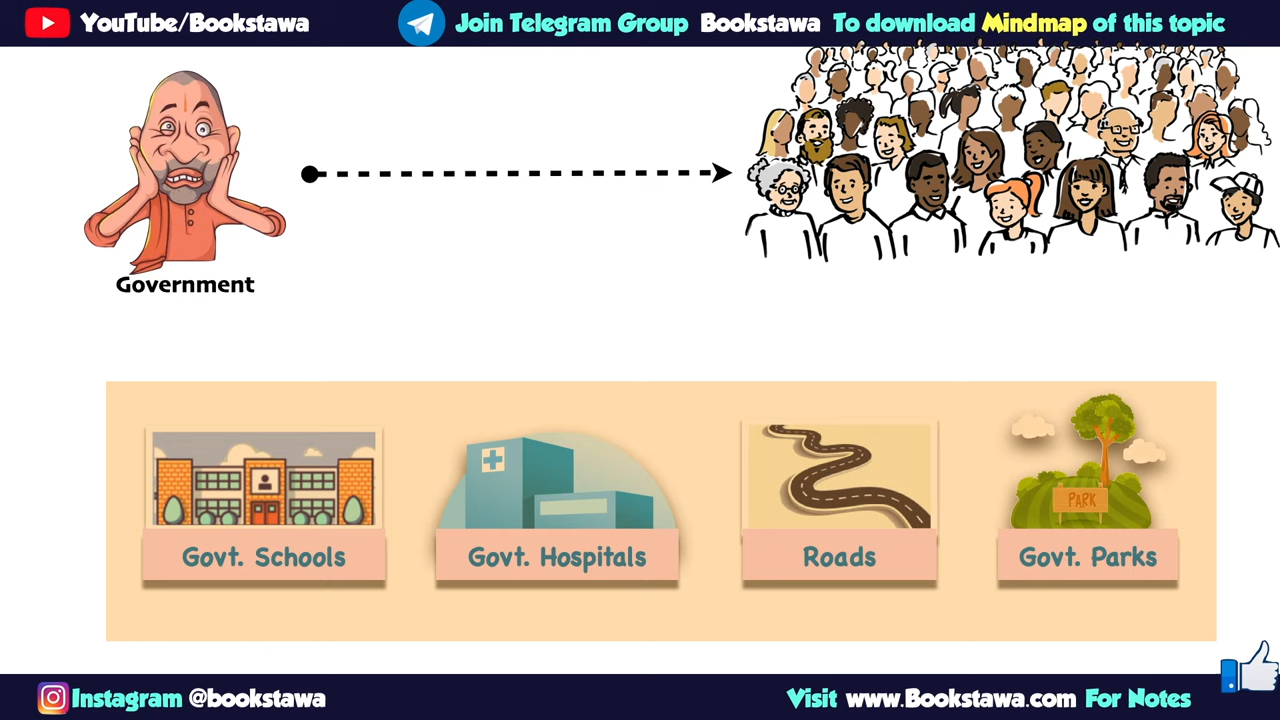 YouTube/Bookstawa
Join Telegram Group Bookstawa To download Mindmap of this topic
Government
PARK
Govt. Schools
Govt. Hospitals
Roads
Govt. Parks
Instagram @bookstawa
Visit www.Bookstawa.com For Notes